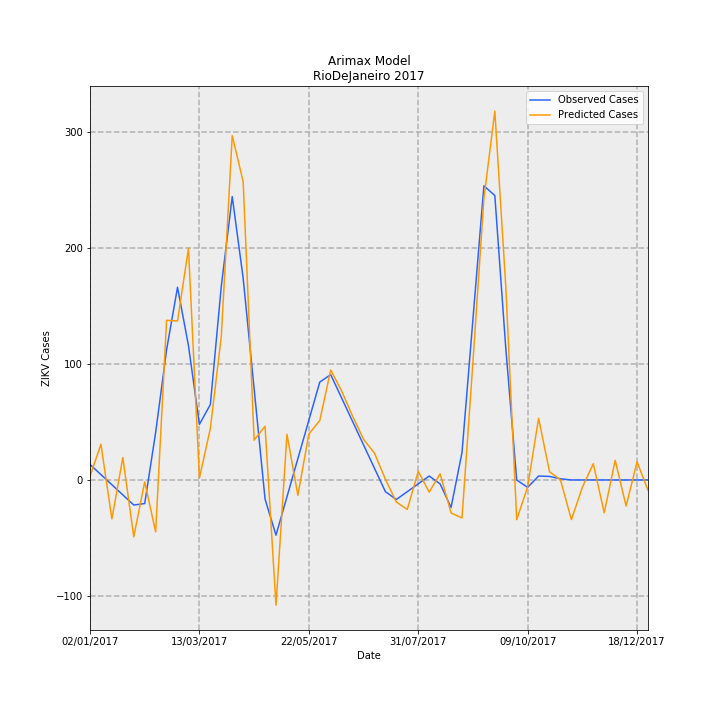 Arimax Model
RioDeJaneiro 2017
Observed Cases
Predicted Cases
300
200
100
0
−100
ZIKV Cases
02/01/2017 13/03/2017 22/05/2017 31/07/2017 09/10/2017 18/12/2017
Date